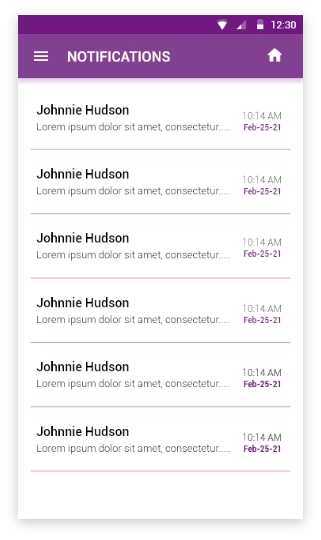 12:30
NOTIFICATIONS
Johnnie Hudson
10:14 AM
Lorem ipsum dolor sit amet, consectetur.....
Feb-25-21
Johnnie Hudson
10:14 AM
Lorem ipsum dolor sit amet, consectetur.....
Feb-25-21
Johnnie Hudson
10:14 AM
Lorem ipsum dolor sit amet, consectetur.....
Feb-25-21
Johnnie Hudson
10:14 AM
Lorem ipsum dolor sit amet, consectetur.....
Feb-25-21
Johnnie Hudson
10:14 AM
Lorem ipsum dolor sit amet, consectetur.....
Feb-25-21
Johnnie Hudson
10:14 AM
Lorem ipsum dolor sit amet, consectetur.....
Feb-25-21